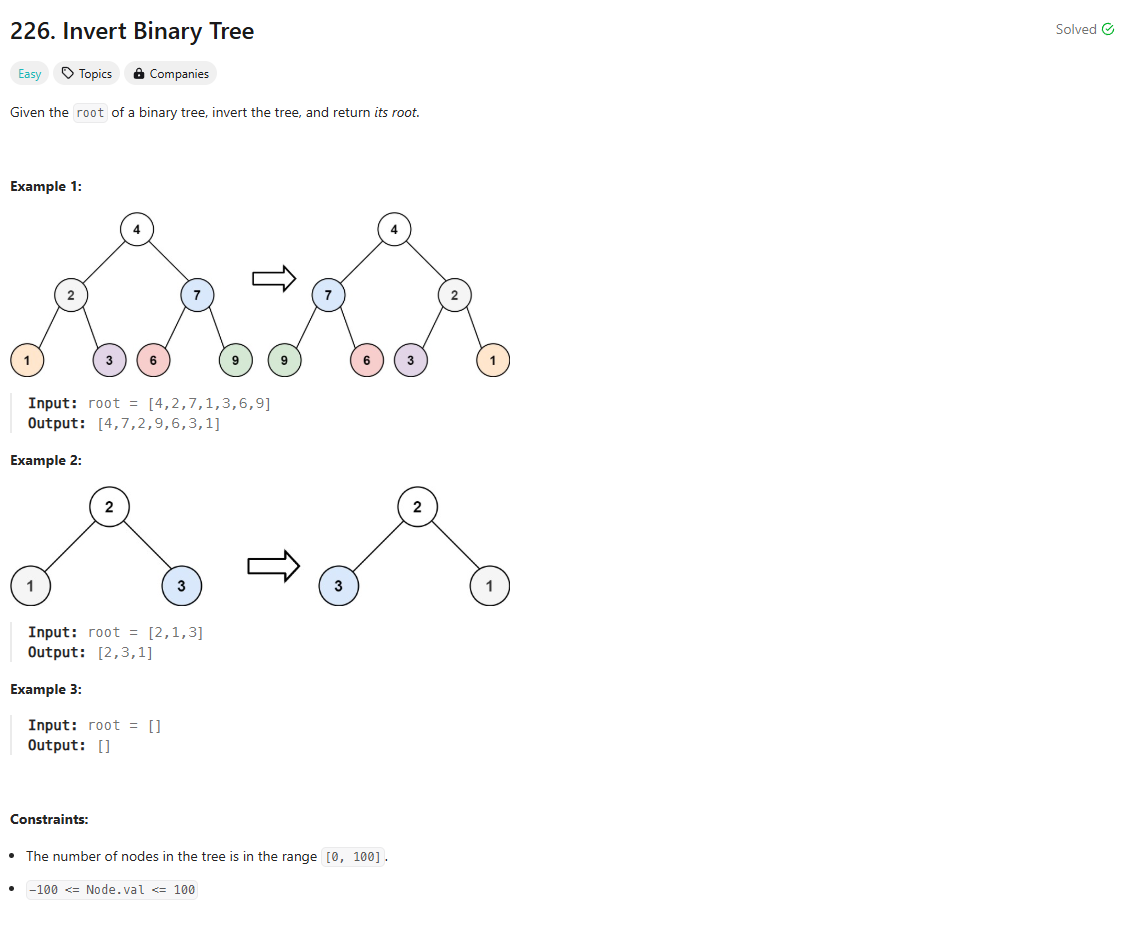 226. Invert Binary Tree
Solved
Easy Topics Companies
Given the root of a binary tree, invert the tree, and return its root.
Example 1:
4 4
2 7 7 2
1 3 6 9 9 6 3 1
Input: root = [4,2,7,1,3,6,9]
Output: [4,7,2,9,6,3,1]
Example 2:
2 2
1 3 3 1
Input: root = [2,1,3]
Output: [2,3,1]
Example 3:
Input: root = []
Output: []
Constraints:
• The number of nodes in the tree is in the range [0, 100].
• -100 <= Node.val <= 100